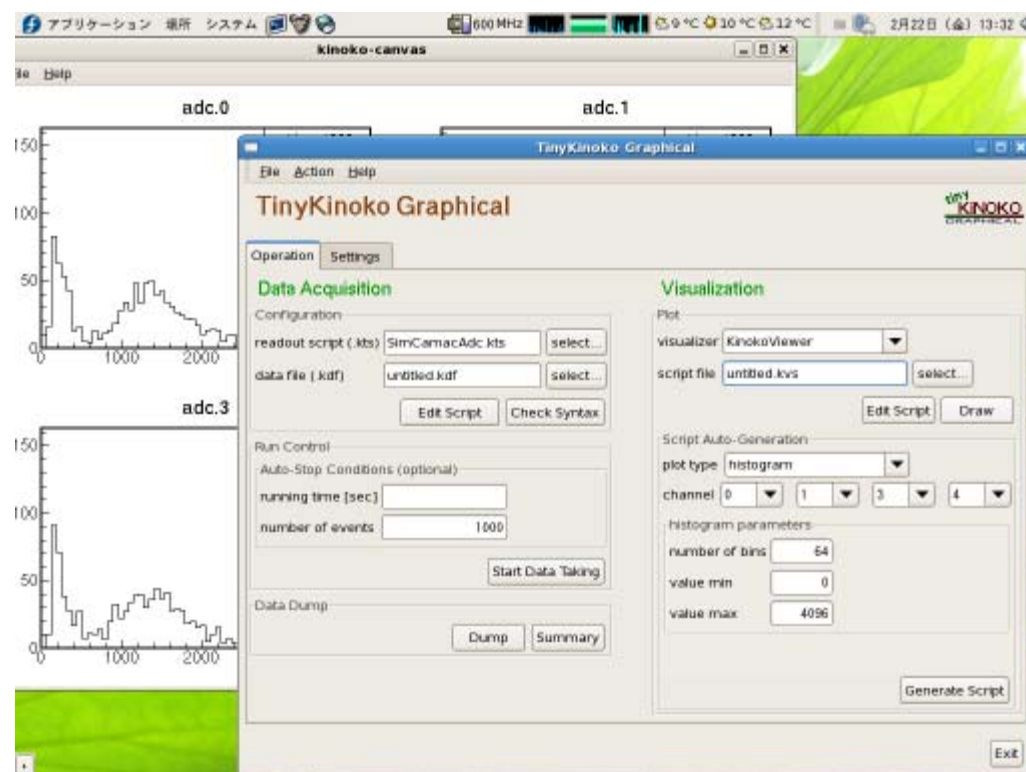 アプリケーション 場所 システム 600 MHz 9 °C 10 °C 12 °C 2月22日 (金) 13:32
kinoko-canvas
Help
adc.0 adc.1
150
100
50
0
0 1000 2000
adc.3
150
100
50
0
0 1000 2000
TinyKinoko Graphical
File Action Help
TinyKinoko Graphical
tiny
KINOKO
GRAPHICAL
Operation Settings
Data Acquisition
Configuration
readout script (.kts) SimCamacAdc.kts select...
data file (.kdf) untitled.kdf select...
Edit Script Check Syntax
Run Control
Auto-Stop Conditions (optional)
running time [sec]
number of events 1000
Start Data Taking
Data Dump
Dump Summary
Visualization
Plot
visualizer KinokoViewer
script file untitled.kvs select...
Edit Script Draw
Script Auto-Generation
plot type histogram
channel 0 1 3 4
histogram parameters
number of bins 64
value min 0
value max 4096
Generate Script
Exit